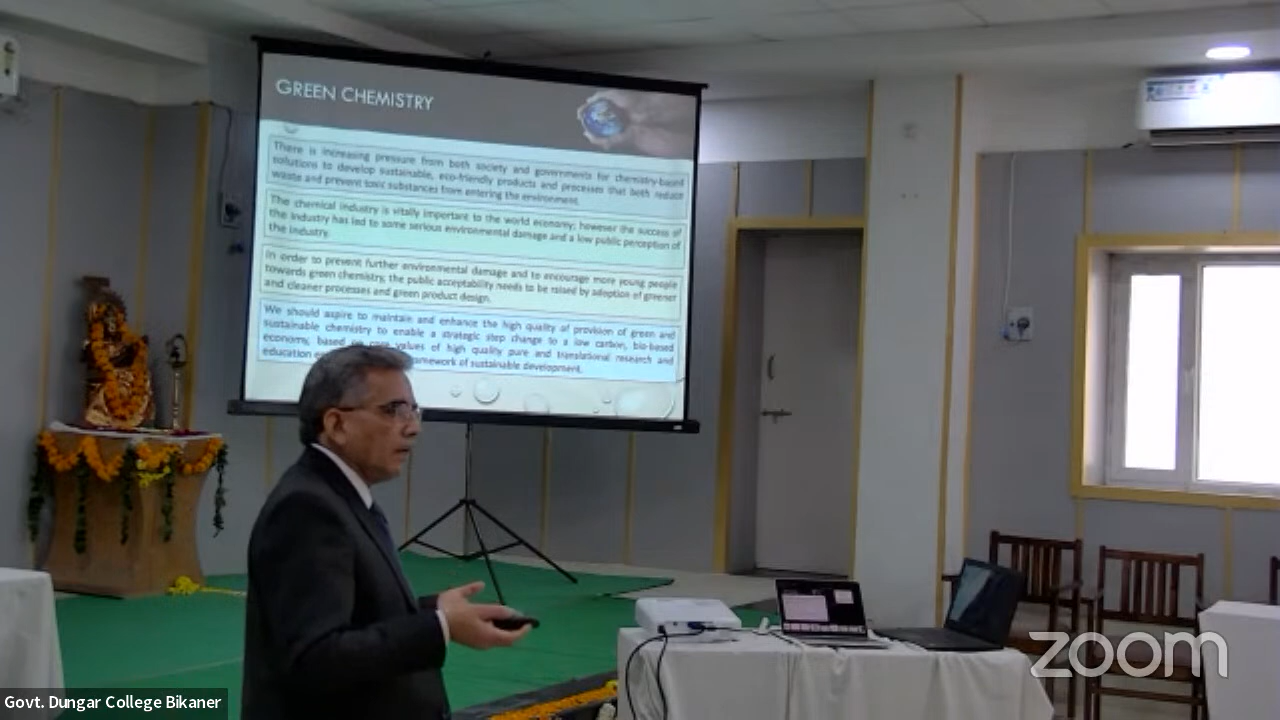 GREEN CHEMISTRY
There is increasing pressure from both society and governments for chemistry-based
solutions to develop sustainable, eco-friendly products and processes that both reduce
waste and prevent toxic substances from entering the environment.
The chemical industry is vitally important to the world economy; however the success of
the industry has led to some serious environmental damage and a low public perception of
the industry.
In order to prevent further environmental damage and to encourage more young people
towards green chemistry, the public acceptability needs to be raised by adoption of greener
and cleaner processes and green product design.
We should aspire to maintain and enhance the high quality of provision of green and
sustainable chemistry to enable a strategic step change to a low carbon, bio-based
economy, based values of high quality pure and translational research and
education framework of sustainable development.
zoom
Govt. Dungar College Bikaner